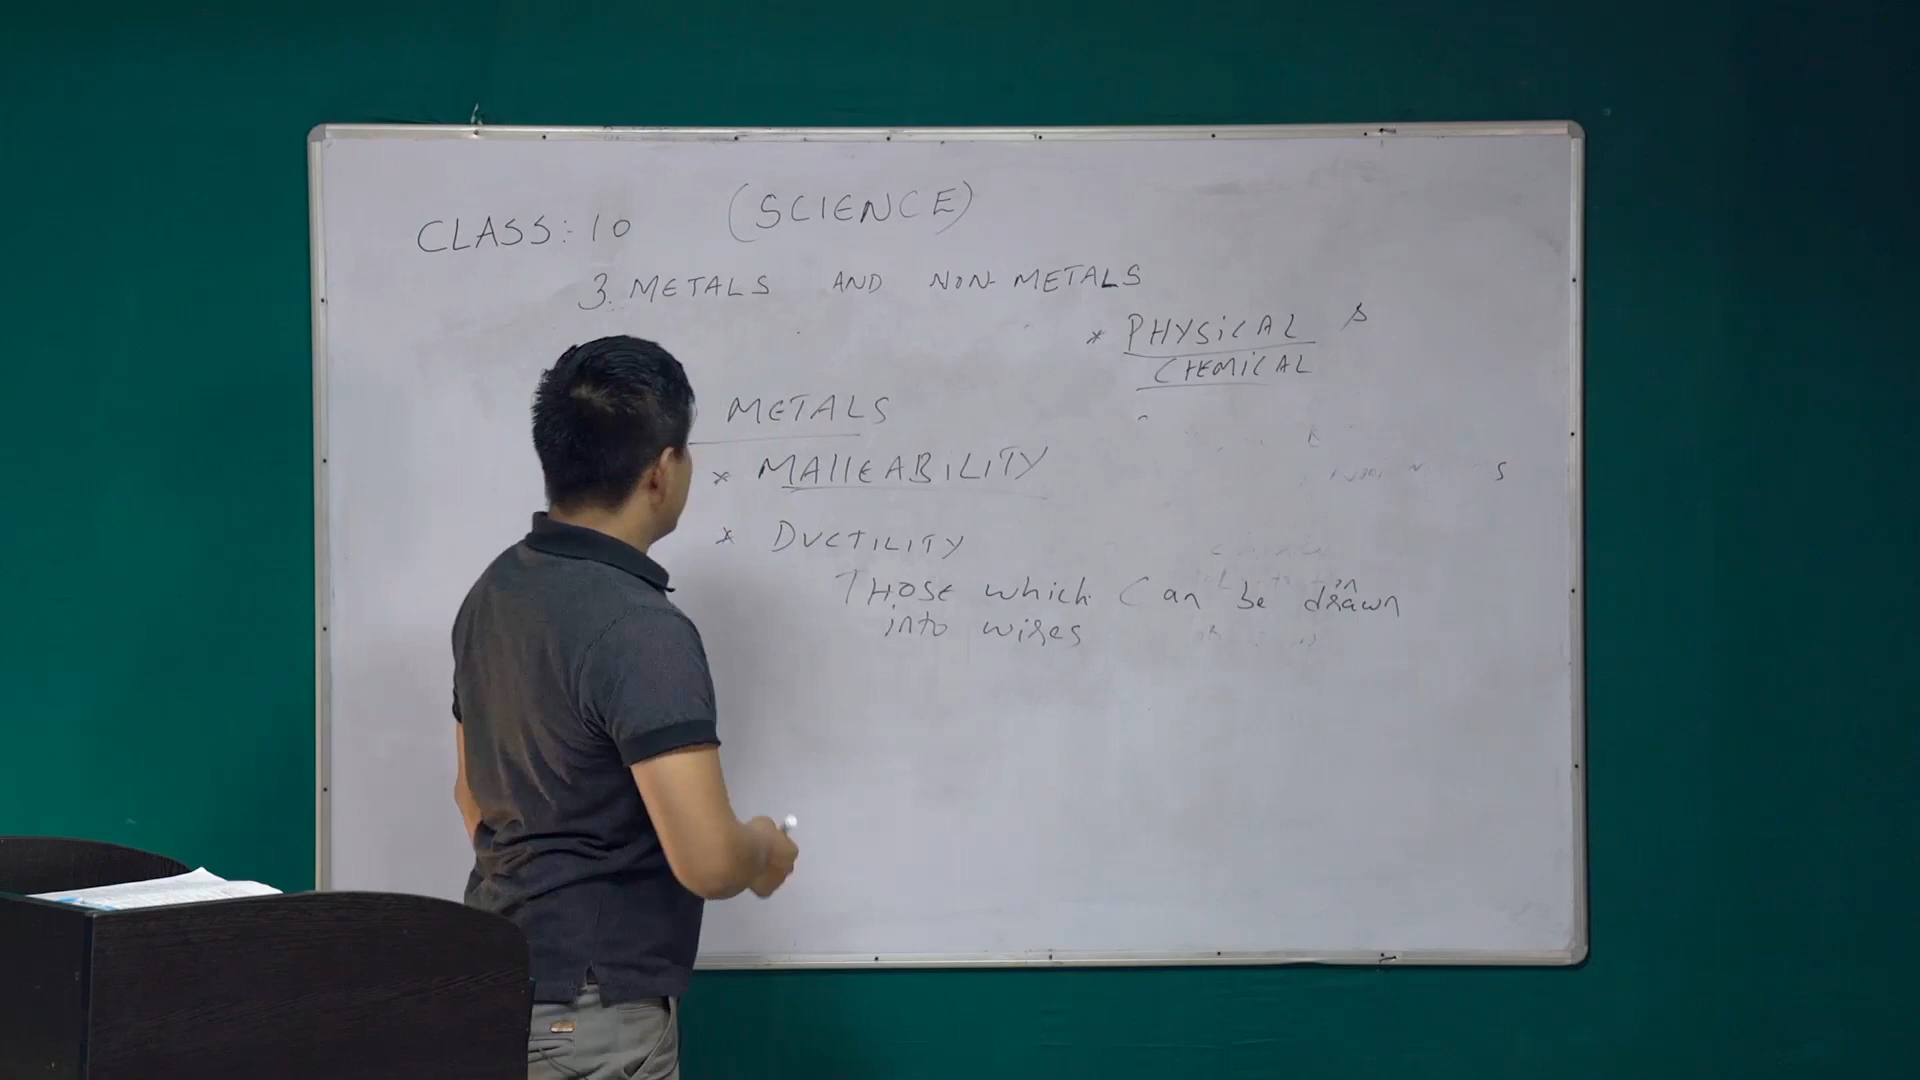 CLASS:- 10 (SCIENCE)
3. METALS AND NON-METALS
* PHYSICAL
CHEMICAL
METALS
* MAllEABILITY
* DUCTILITY
THOSE which Can be drawn
into wires